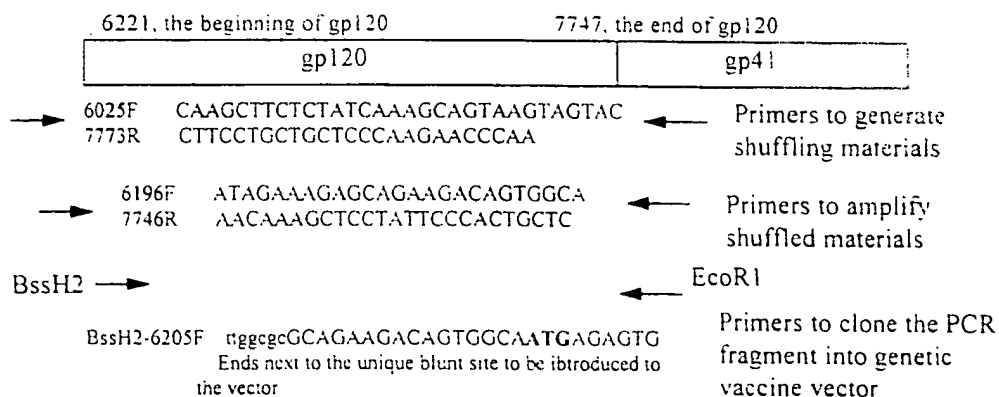 6221, the beginning of gp120 7747, the end of gp120
gp120 gp41
6025F CAAGCTTCTCTATCAAAGCAGTAAGTAGTAC Primers to generate
7773R CTTCCTGCTGCTCCCAAGAACCCAA shuffling materials
6196F ATAGAAAGAGCAGAAGACAGTGGCA Primers to amplify
7746R AACAAAGCTCCTATTCCCACTGCTC shuffled materials
BssH2 EcoR1
BssH2-6205F ttggcgcGCAGAAGACAGTGGCAATGAGAGTG Primers to clone the PCR
Ends next to the unique blunt site to be ibtroduced to fragment into genetic
the vector vaccine vector